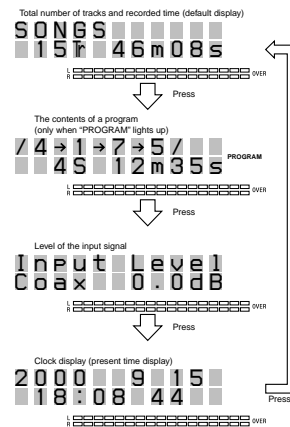 Total number of tracks and recorded time (default display)
SONGS
15Tr 46m08s
L
R
OVER
Press
The contents of a program
(only when "PROGRAM" lights up)
/4→1→7→5/
4S 12m35s
PROGRAM
L
R
OVER
Press
Level of the input signal
Input Level
Coax 0.0dB
L
R
OVER
Press
Clock display (present time display)
2000 9 15
18:08 44
Press
L
R
OVER